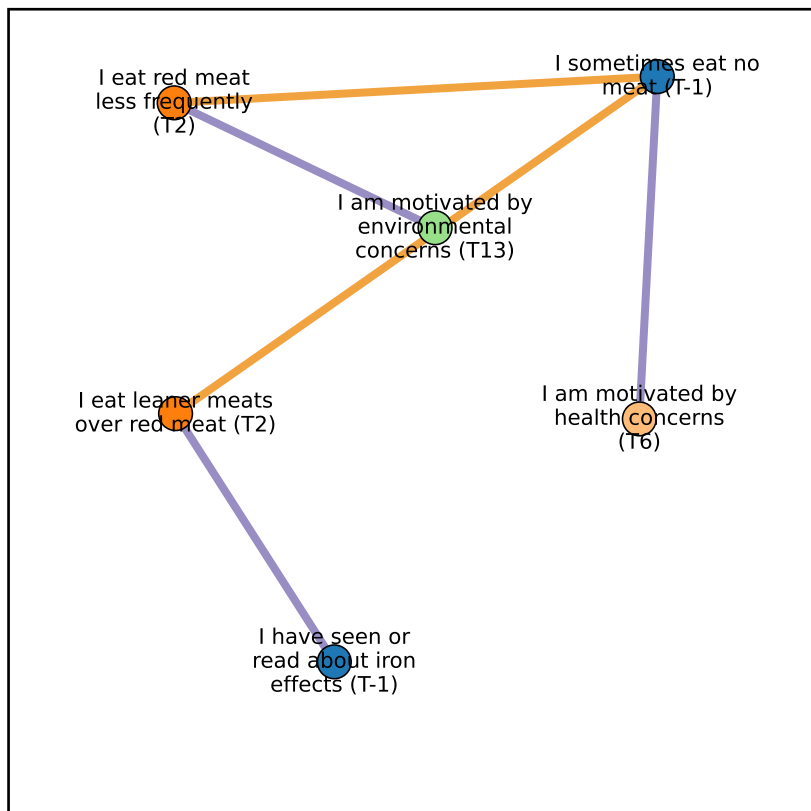 I eat red meat
less frequently
(T2)
I sometimes eat no
meat (T-1)
I am motivated by
environmental
concerns (T13)
I eat leaner meats
over red meat (T2)
I am motivated by
health concerns
(T6)
I have seen or
read about iron
effects (T-1)